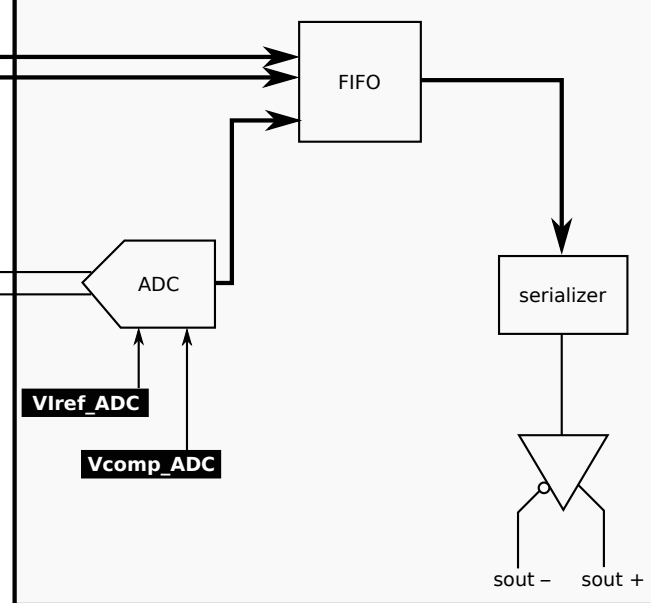 FIFO
ADC
serializer
VIref_ADC
Vcomp_ADC
sout – sout +